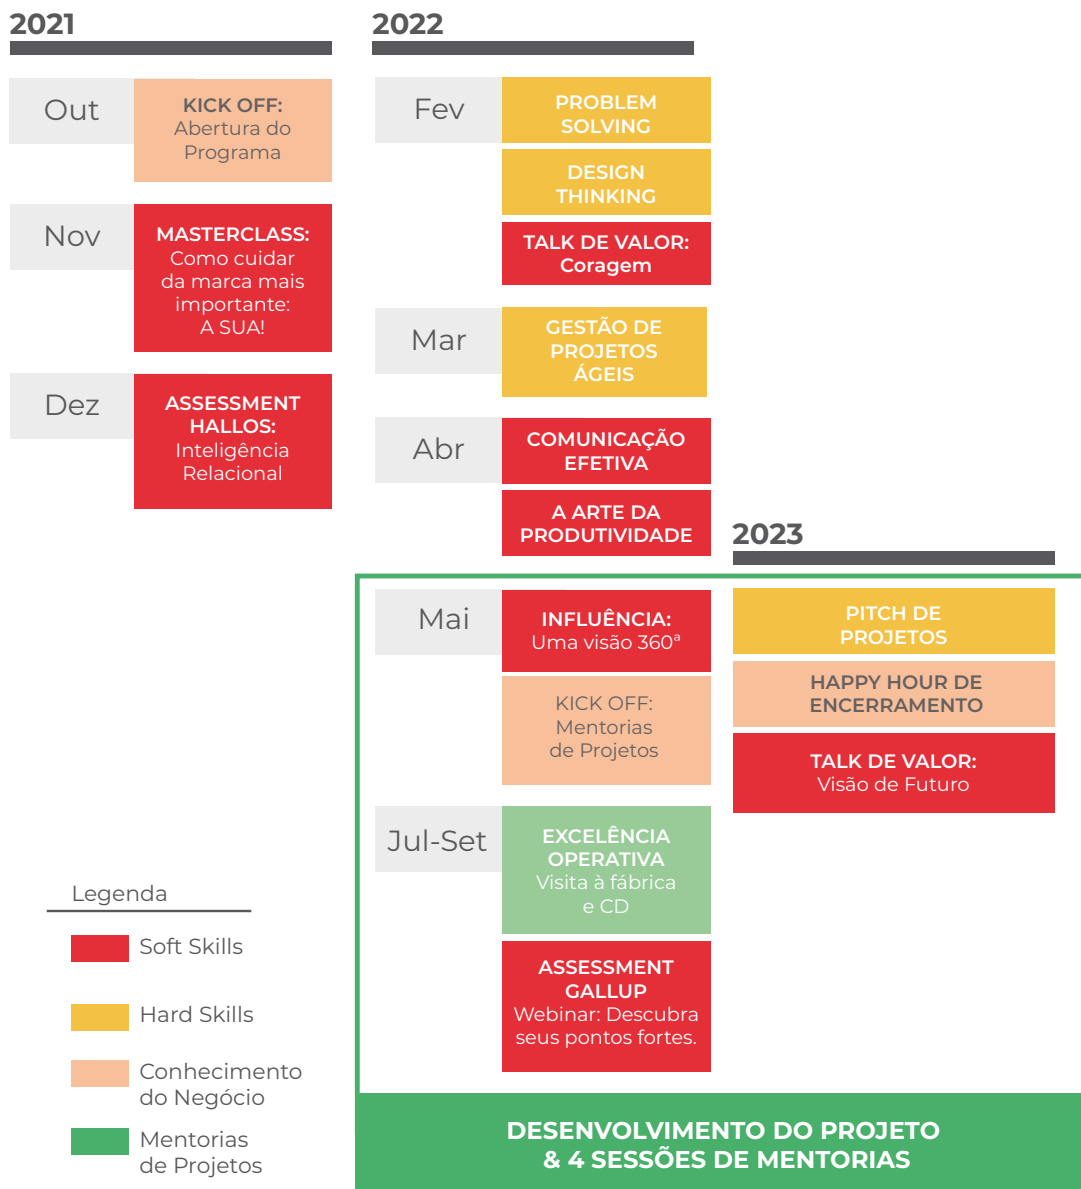 2021
Out
KICK OFF:
Abertura do
Programa
Nov
MASTERCLASS:
Como cuidar
da marca mais
importante:
A SUA!
Dez
ASSESSMENT
HALLOS:
Inteligência
Relacional
2022
Fev
PROBLEM
SOLVING
DESIGN
THINKING
TALK DE VALOR:
Coragem
Mar
GESTÃO DE
PROJETOS
ÁGEIS
Abr
COMUNICAÇÃO
EFETIVA
A ARTE DA
PRODUTIVIDADE
Mai
INFLUÊNCIA:
Uma visão 360ª
KICK OFF:
Mentorias
de Projetos
Jul-Set
EXCELÊNCIA
OPERATIVA
Visita à fábrica
e CD
ASSESSMENT
GALLUP
Webinar: Descubra
seus pontos fortes.
2023
PITCH DE
PROJETOS
HAPPY HOUR DE
ENCERRAMENTO
TALK DE VALOR:
Visão de Futuro
DESENVOLVIMENTO DO PROJETO
& 4 SESSÕES DE MENTORIAS
Legenda
Soft Skills
Hard Skills
Conhecimento
do Negócio
Mentorias
de Projetos